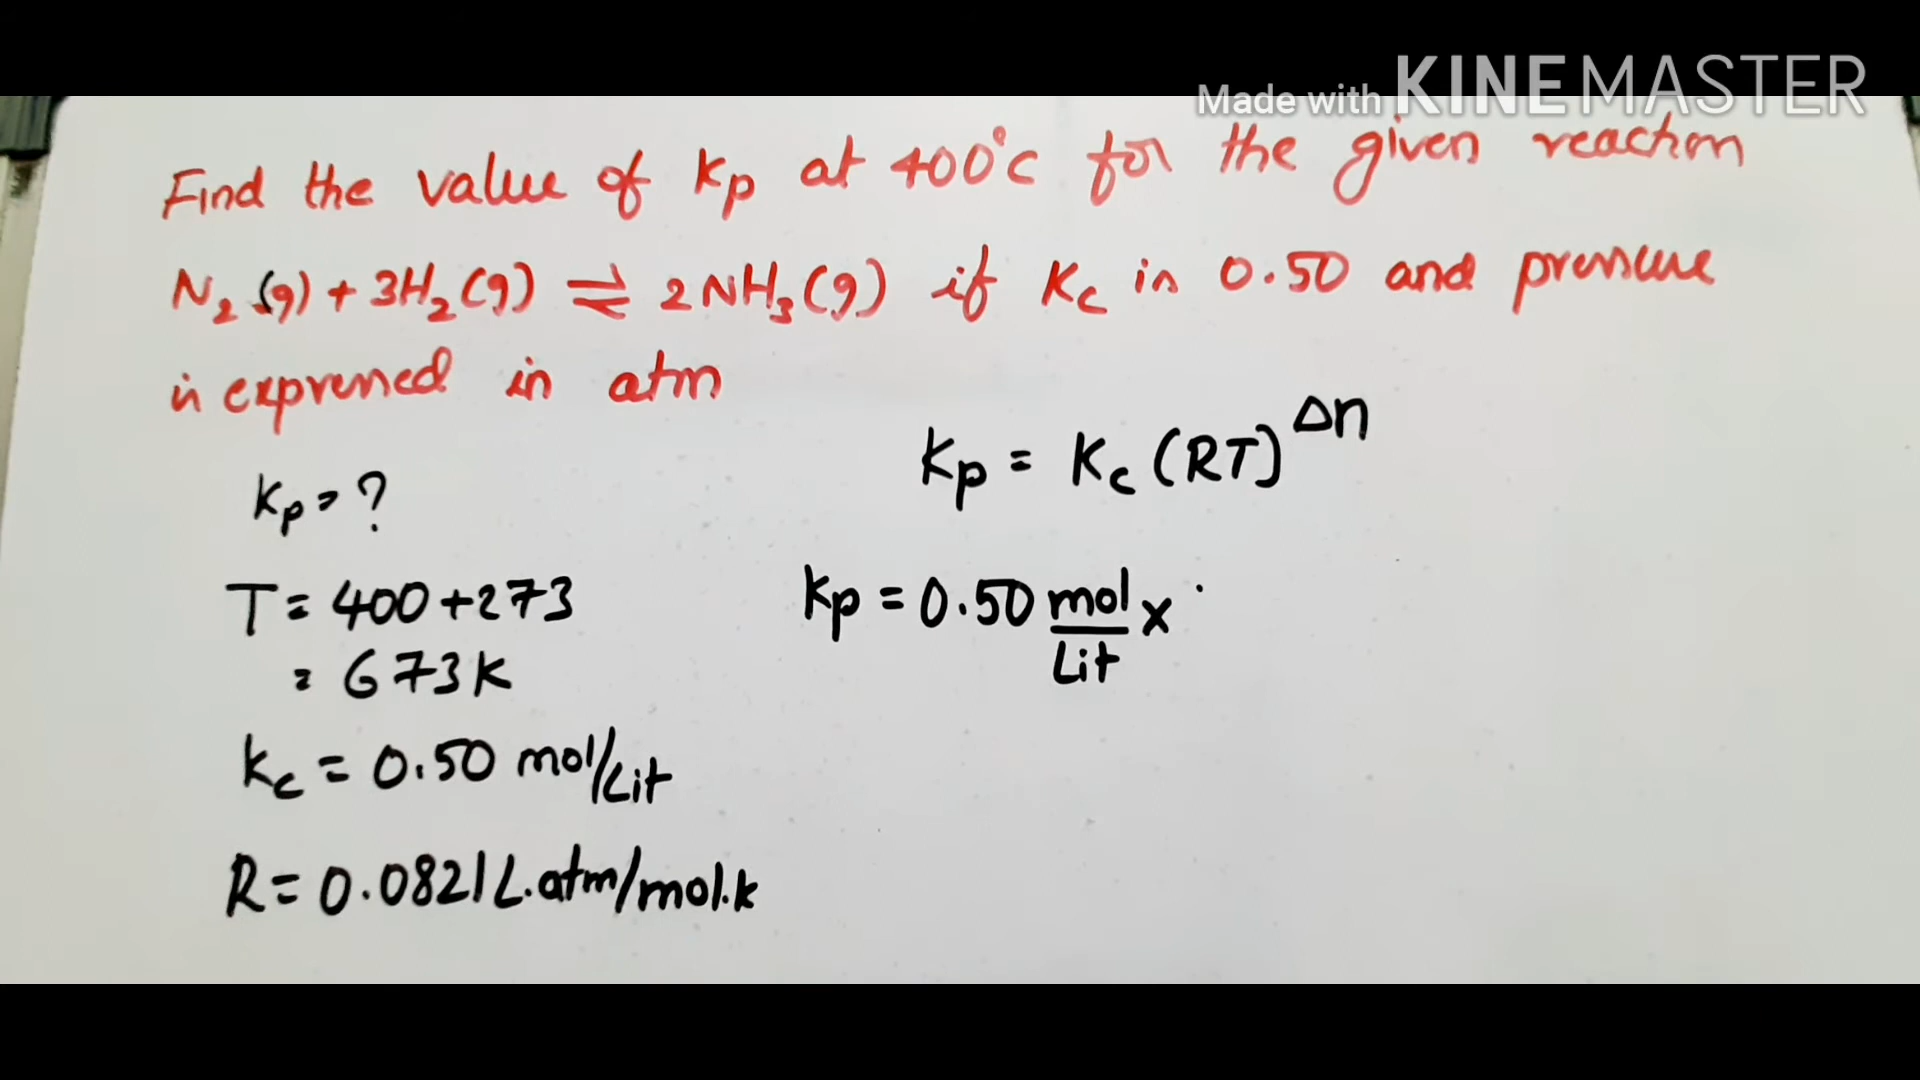 Made with KINEMASTER
Find the value of Kp at 400°C for the given reaction
N₂(g) + 3H₂(g) ⇌ 2NH₃(g) if Kc is 0.50 and pressure
is expressed in atm
Kp = Kc (RT)^Δn
Kp = ?
T = 400 + 273
= 673K
Kp = 0.50 mol/Lit x
Kc = 0.50 mol/Lit
R = 0.0821 L.atm/mol.k